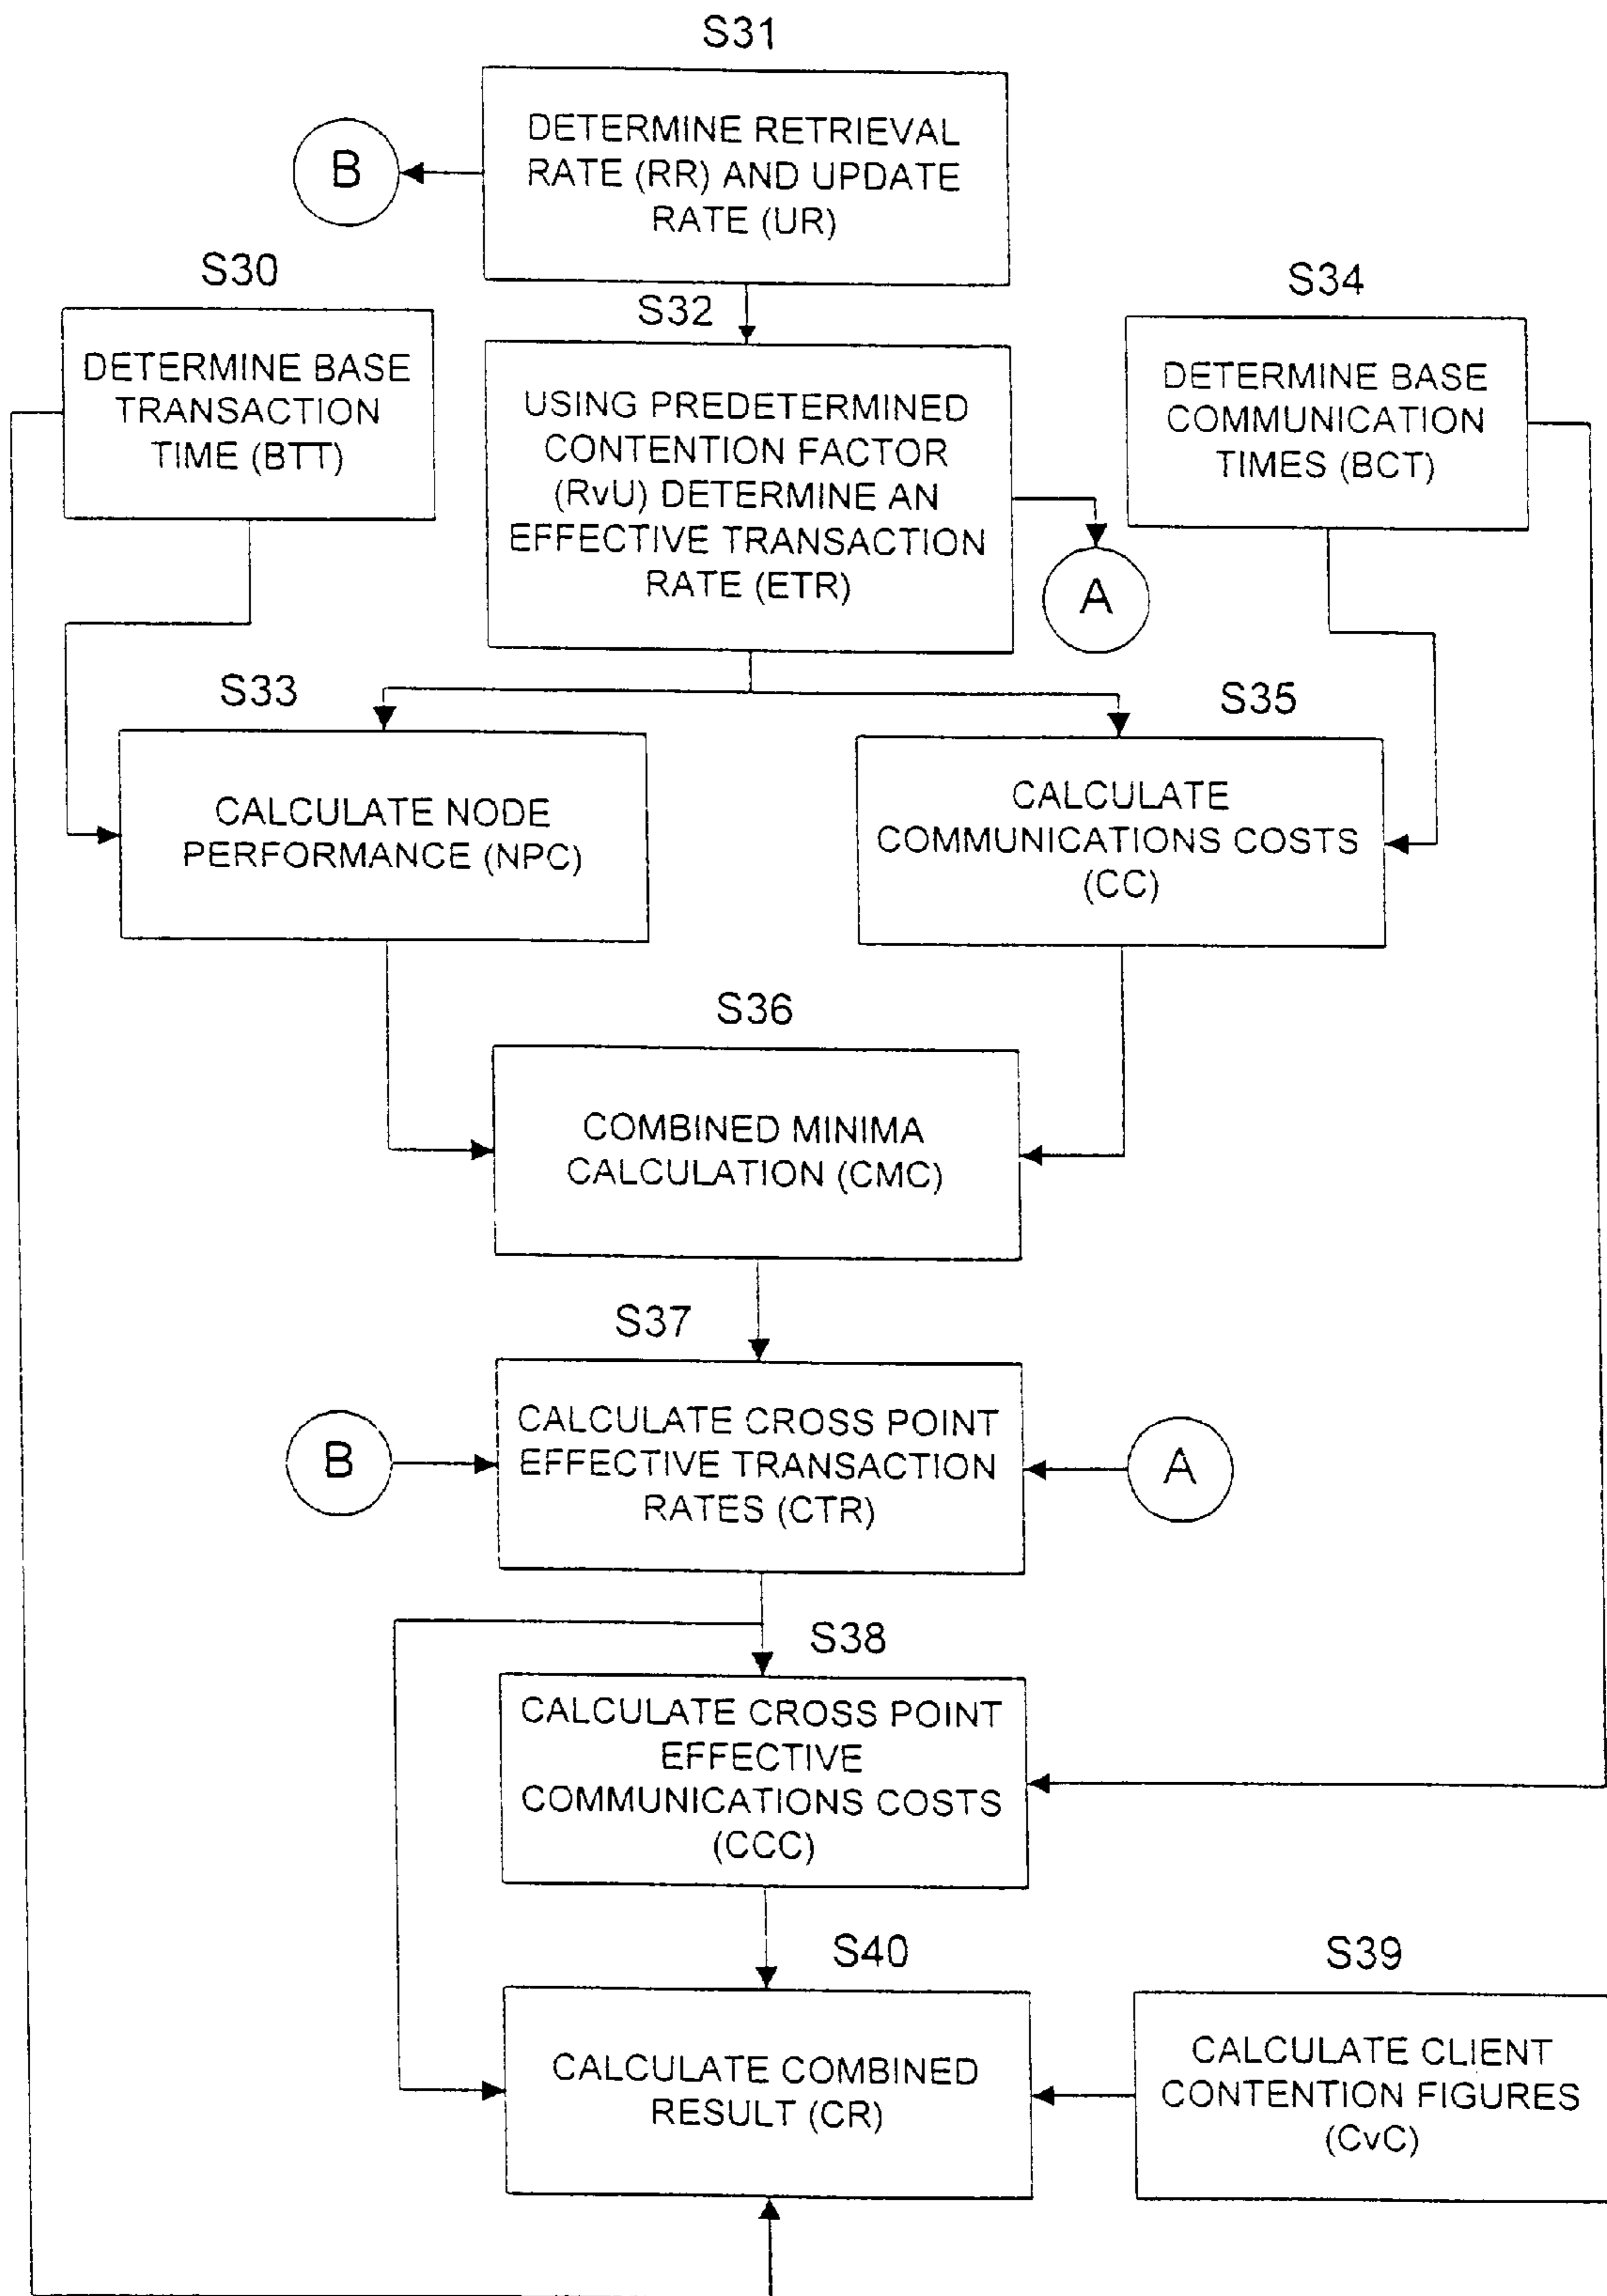 S31
DETERMINE RETRIEVAL
RATE (RR) AND UPDATE
RATE (UR)
B
S30
DETERMINE BASE
TRANSACTION
TIME (BTT)
S32
USING PREDETERMINED
CONTENTION FACTOR
(RvU) DETERMINE AN
EFFECTIVE TRANSACTION
RATE (ETR)
S34
DETERMINE BASE
COMMUNICATION
TIMES (BCT)
A
S33
CALCULATE NODE
PERFORMANCE (NPC)
S35
CALCULATE
COMMUNICATIONS COSTS
(CC)
S36
COMBINED MINIMA
CALCULATION (CMC)
S37
B
CALCULATE CROSS POINT
EFFECTIVE TRANSACTION
RATES (CTR)
A
S38
CALCULATE CROSS POINT
EFFECTIVE
COMMUNICATIONS COSTS
(CCC)
S40
CALCULATE COMBINED
RESULT (CR)
S39
CALCULATE CLIENT
CONTENTION FIGURES
(CvC)